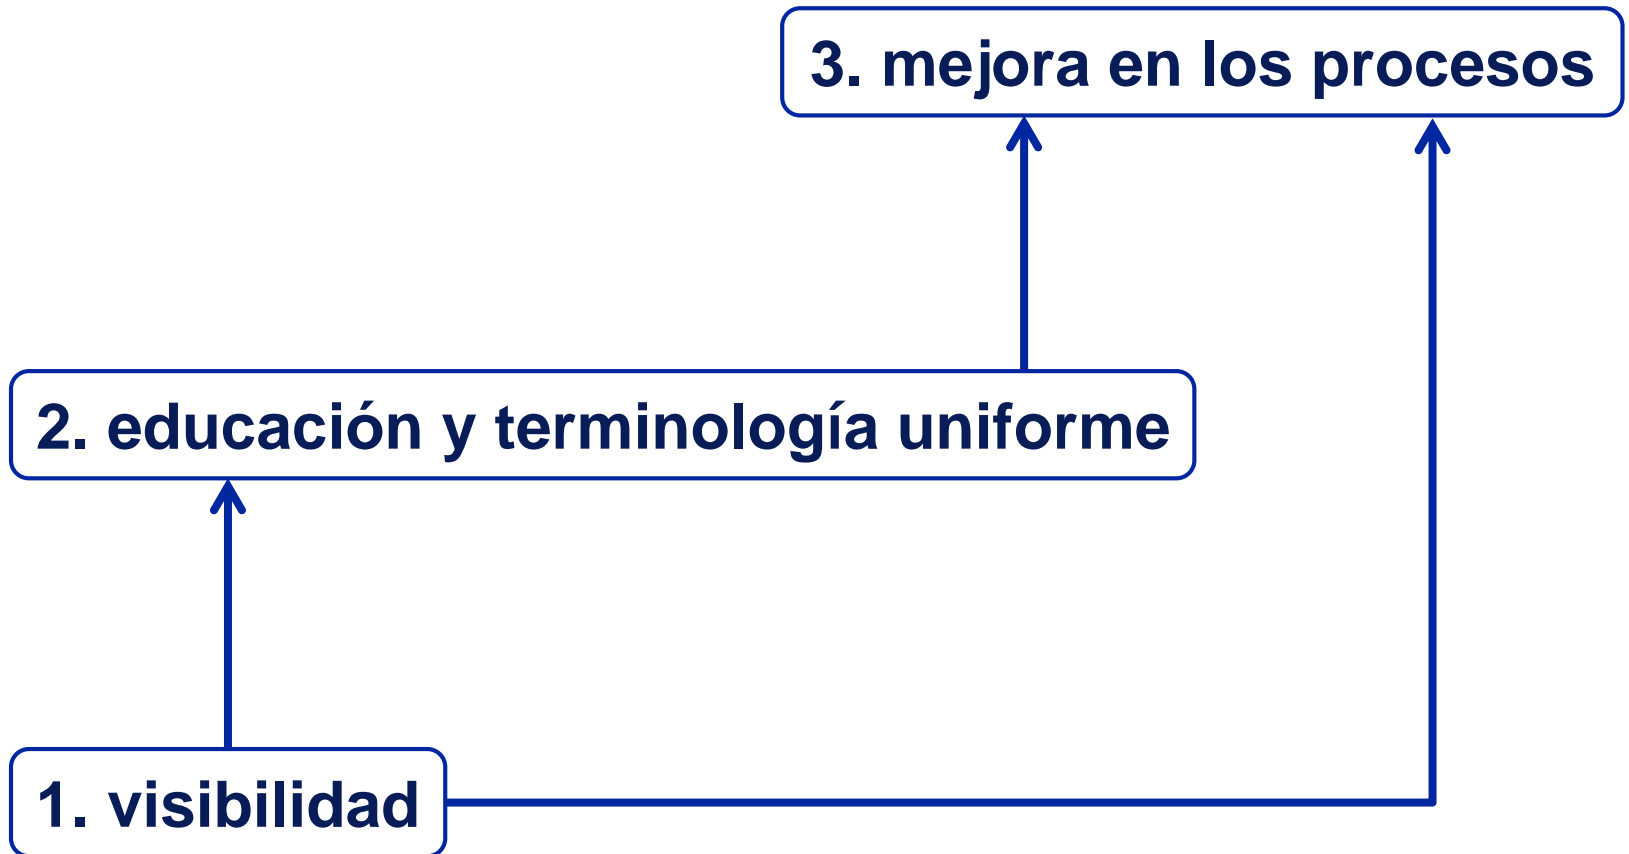 3. mejora en los procesos
2. educación y terminología uniforme
1. visibilidad